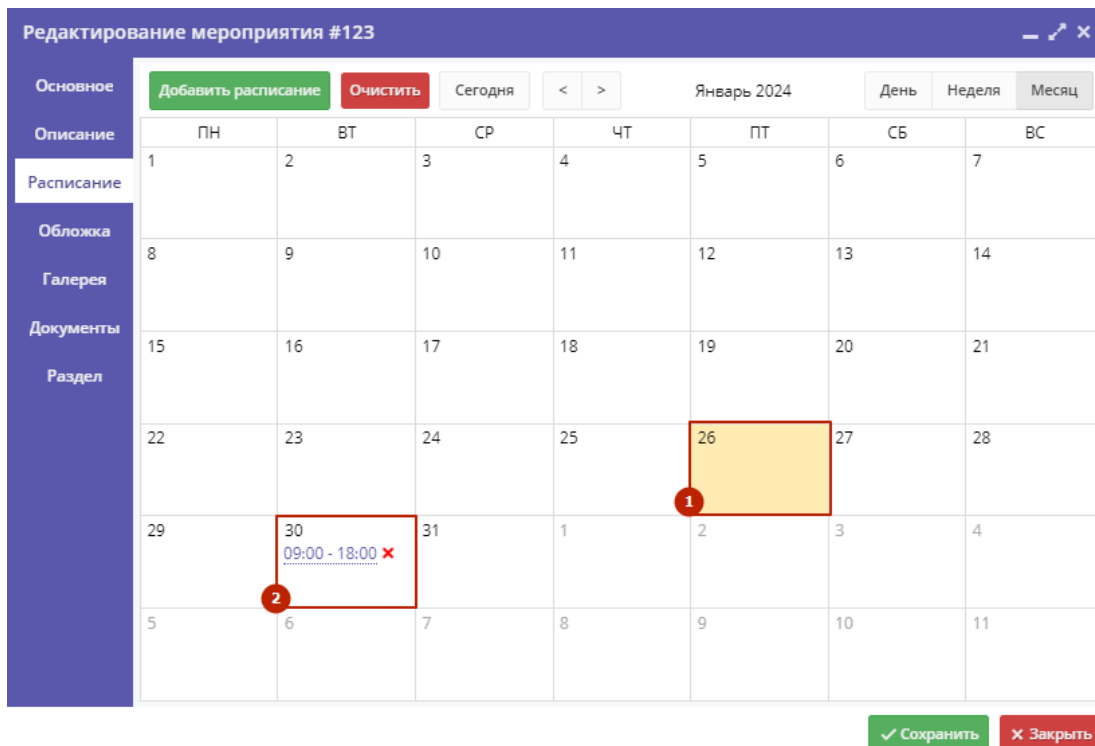 Редактирование мероприятия #123
Основное
Описание
Расписание
Обложка
Галерея
Документы
Раздел
Добавить расписание Очистить Сегодня < > Январь 2024 День Неделя Месяц
ПН ВТ СР ЧТ ПТ СБ ВС
1 2 3 4 5 6 7
8 9 10 11 12 13 14
15 16 17 18 19 20 21
22 23 24 25 26 27 28
1
29 30 31 1 2 3 4
09:00 - 18:00
2
5 6 7 8 9 10 11
Сохранить Закрыть